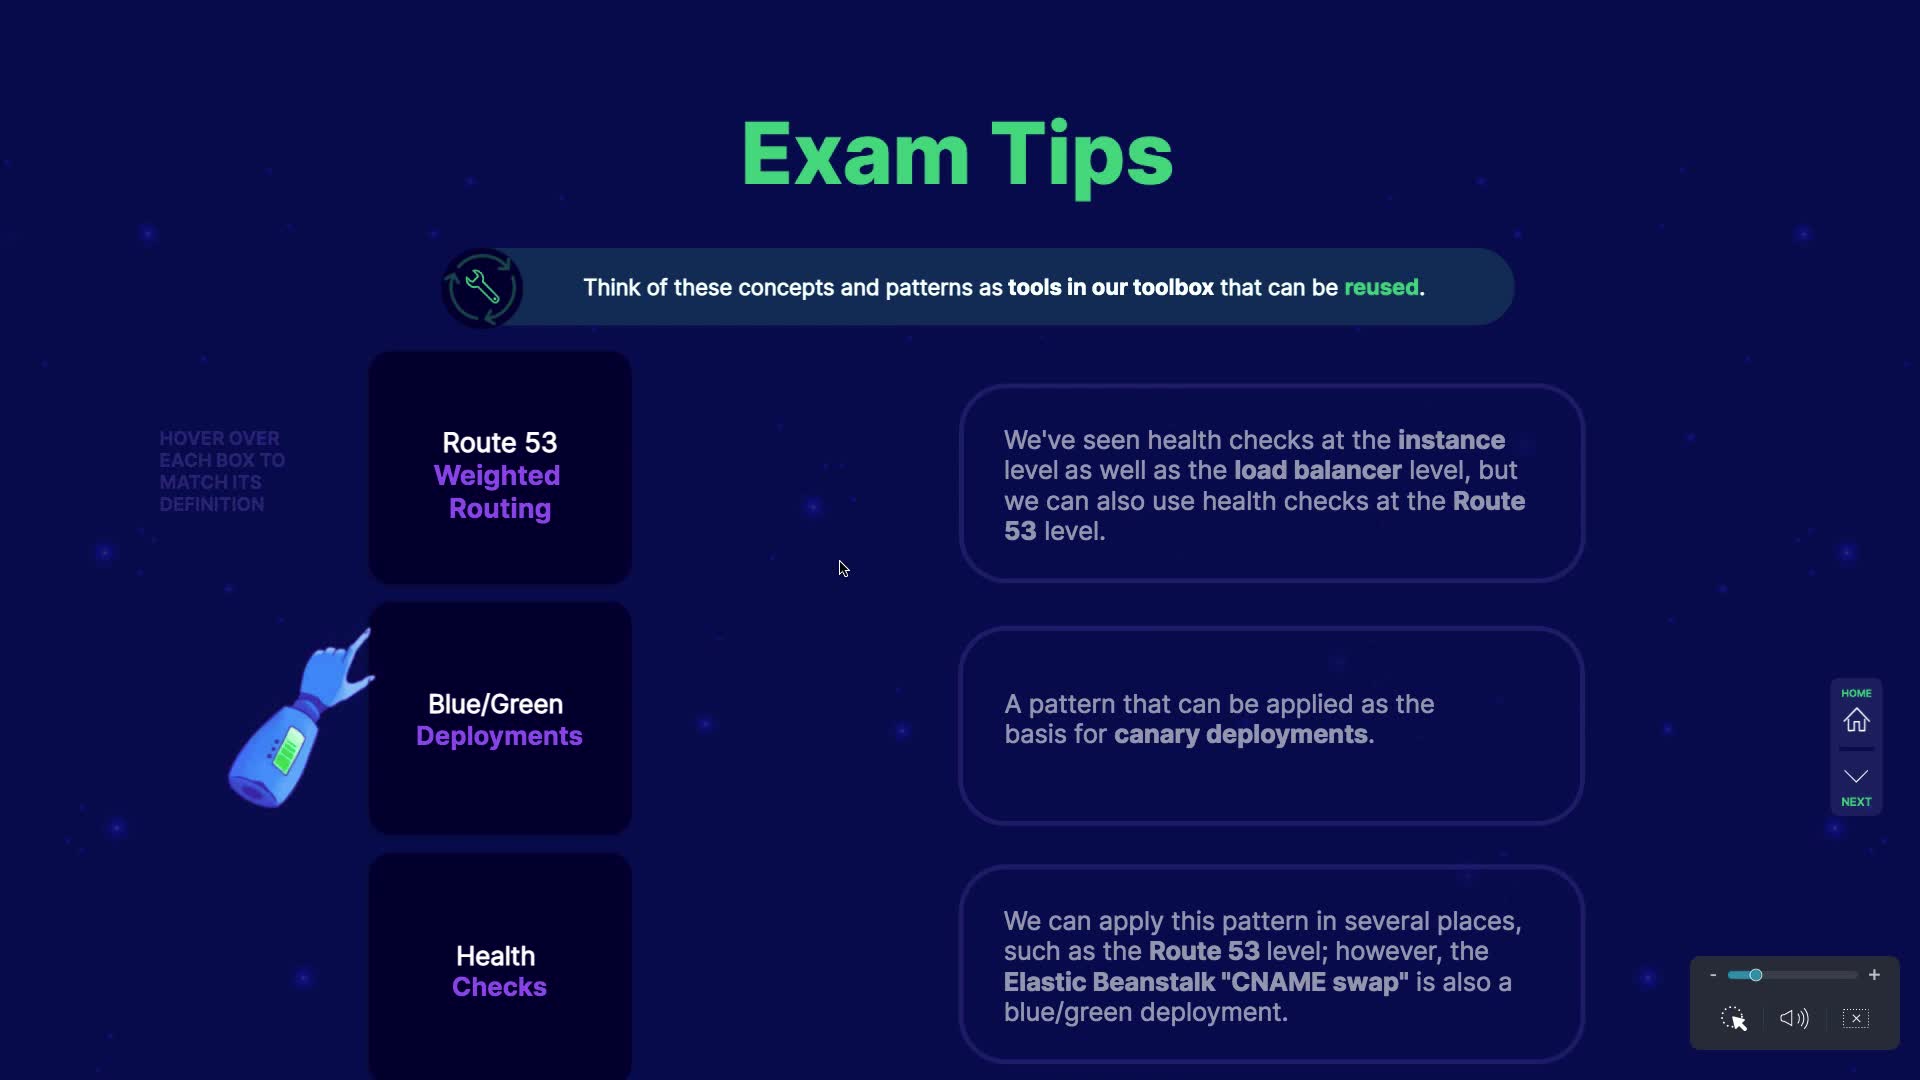 Exam Tips
Think of these concepts and patterns as tools in our toolbox that can be reused.
HOVER OVER
EACH BOX TO
MATCH ITS
DEFINITION
Route 53
Weighted
Routing
We've seen health checks at the instance
level as well as the load balancer level, but
we can also use health checks at the Route
53 level.
Blue/Green
Deployments
A pattern that can be applied as the
basis for canary deployments.
Health
Checks
We can apply this pattern in several places,
such as the Route 53 level; however, the
Elastic Beanstalk "CNAME swap" is also a
blue/green deployment.
HOME
NEXT
- +